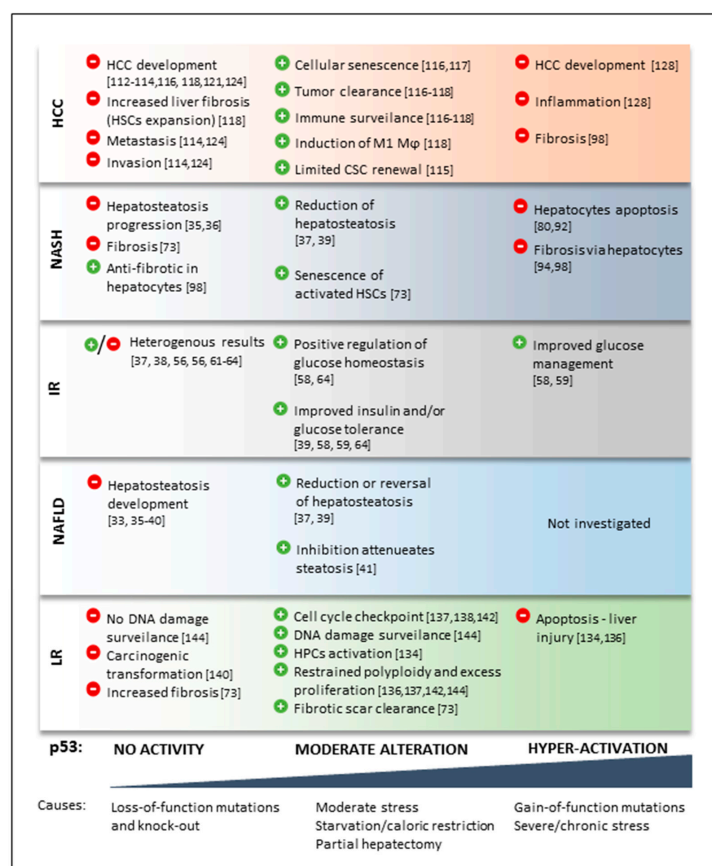 HCC
HCC development
[112-114,116, 118,121,124]
Increased liver fibrosis
(HSCs expansion) [118]
Metastasis [114,124]
Invasion [114,124]
Cellular senescence [116,117]
Tumor clearance [116-118]
Immune surveilance [116-118]
Induction of M1 Mφ [118]
Limited CSC renewal [115]
HCC development [128]
Inflammation [128]
Fibrosis [98]
NASH
Hepatosteatosis
progression [35,36]
Fibrosis [73]
Anti-fibrotic in
hepatocytes [98]
Reduction of
hepatosteatosis
[37, 39]
Senescence of
activated HSCs [73]
Hepatocytes apoptosis
[80,92]
Fibrosis via hepatocytes
[94,98]
IR
+/- Heterogenous results
[37, 38, 56, 56, 61-64]
Positive regulation of
glucose homeostasis
[58, 64]
Improved insulin and/or
glucose tolerance
[39, 58, 59, 64]
Improved glucose
management
[58, 59]
NAFLD
Hepatosteatosis
development
[33, 35-40]
Reduction or reversal
of hepatosteatosis
[37, 39]
Inhibition attenueates
steatosis [41]
Not investigated
LR
No DNA damage
surveilance [144]
Carcinogenic
transformation [140]
Increased fibrosis [73]
Cell cycle checkpoint [137,138,142]
DNA damage surveilance [144]
HPCs activation [134]
Restrained polyploidy and excess
proliferation [136,137,142,144]
Fibrotic scar clearance [73]
Apoptosis - liver
injury [134,136]
p53: NO ACTIVITY MODERATE ALTERATION HYPER-ACTIVATION
Causes:
Loss-of-function mutations
and knock-out
Moderate stress
Starvation/caloric restriction
Partial hepatectomy
Gain-of-function mutations
Severe/chronic stress